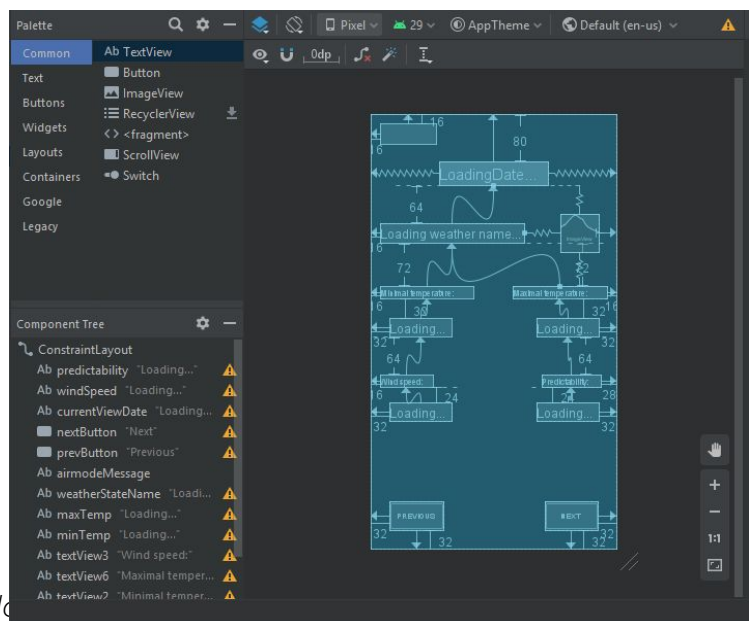 Palette
Pixel
29
AppTheme
Default (en-us)
Common
Ab TextView
0dp
Text
Button
Buttons
ImageView
RecyclerView
Widgets
<> <fragment>
Layouts
ScrollView
Containers
Switch
Google
Legacy
16
16
80
LoadingDate...
64
Loading weather name...
ImageView
16
72
Minimal temperature:
Maximal temperature:
16
32
32
16
Loading...
Loading...
32
32
64
64
Wind speed:
Predictability:
16
24
24
28
Loading...
Loading...
32
32
PREVIOUS
NEXT
32
32
32
32
1:1
Component Tree
ConstraintLayout
Ab predictability "Loading..."
Ab windSpeed "Loading..."
Ab currentViewDate "Loading...
nextButton "Next"
prevButton "Previous"
Ab airmodeMessage
Ab weatherStateName "Loadi...
Ab maxTemp "Loading..."
Ab minTemp "Loading..."
Ab textView3 "Wind speed:"
Ab textView6 "Maximal temper...
Ab textView2 "Minimal temper...